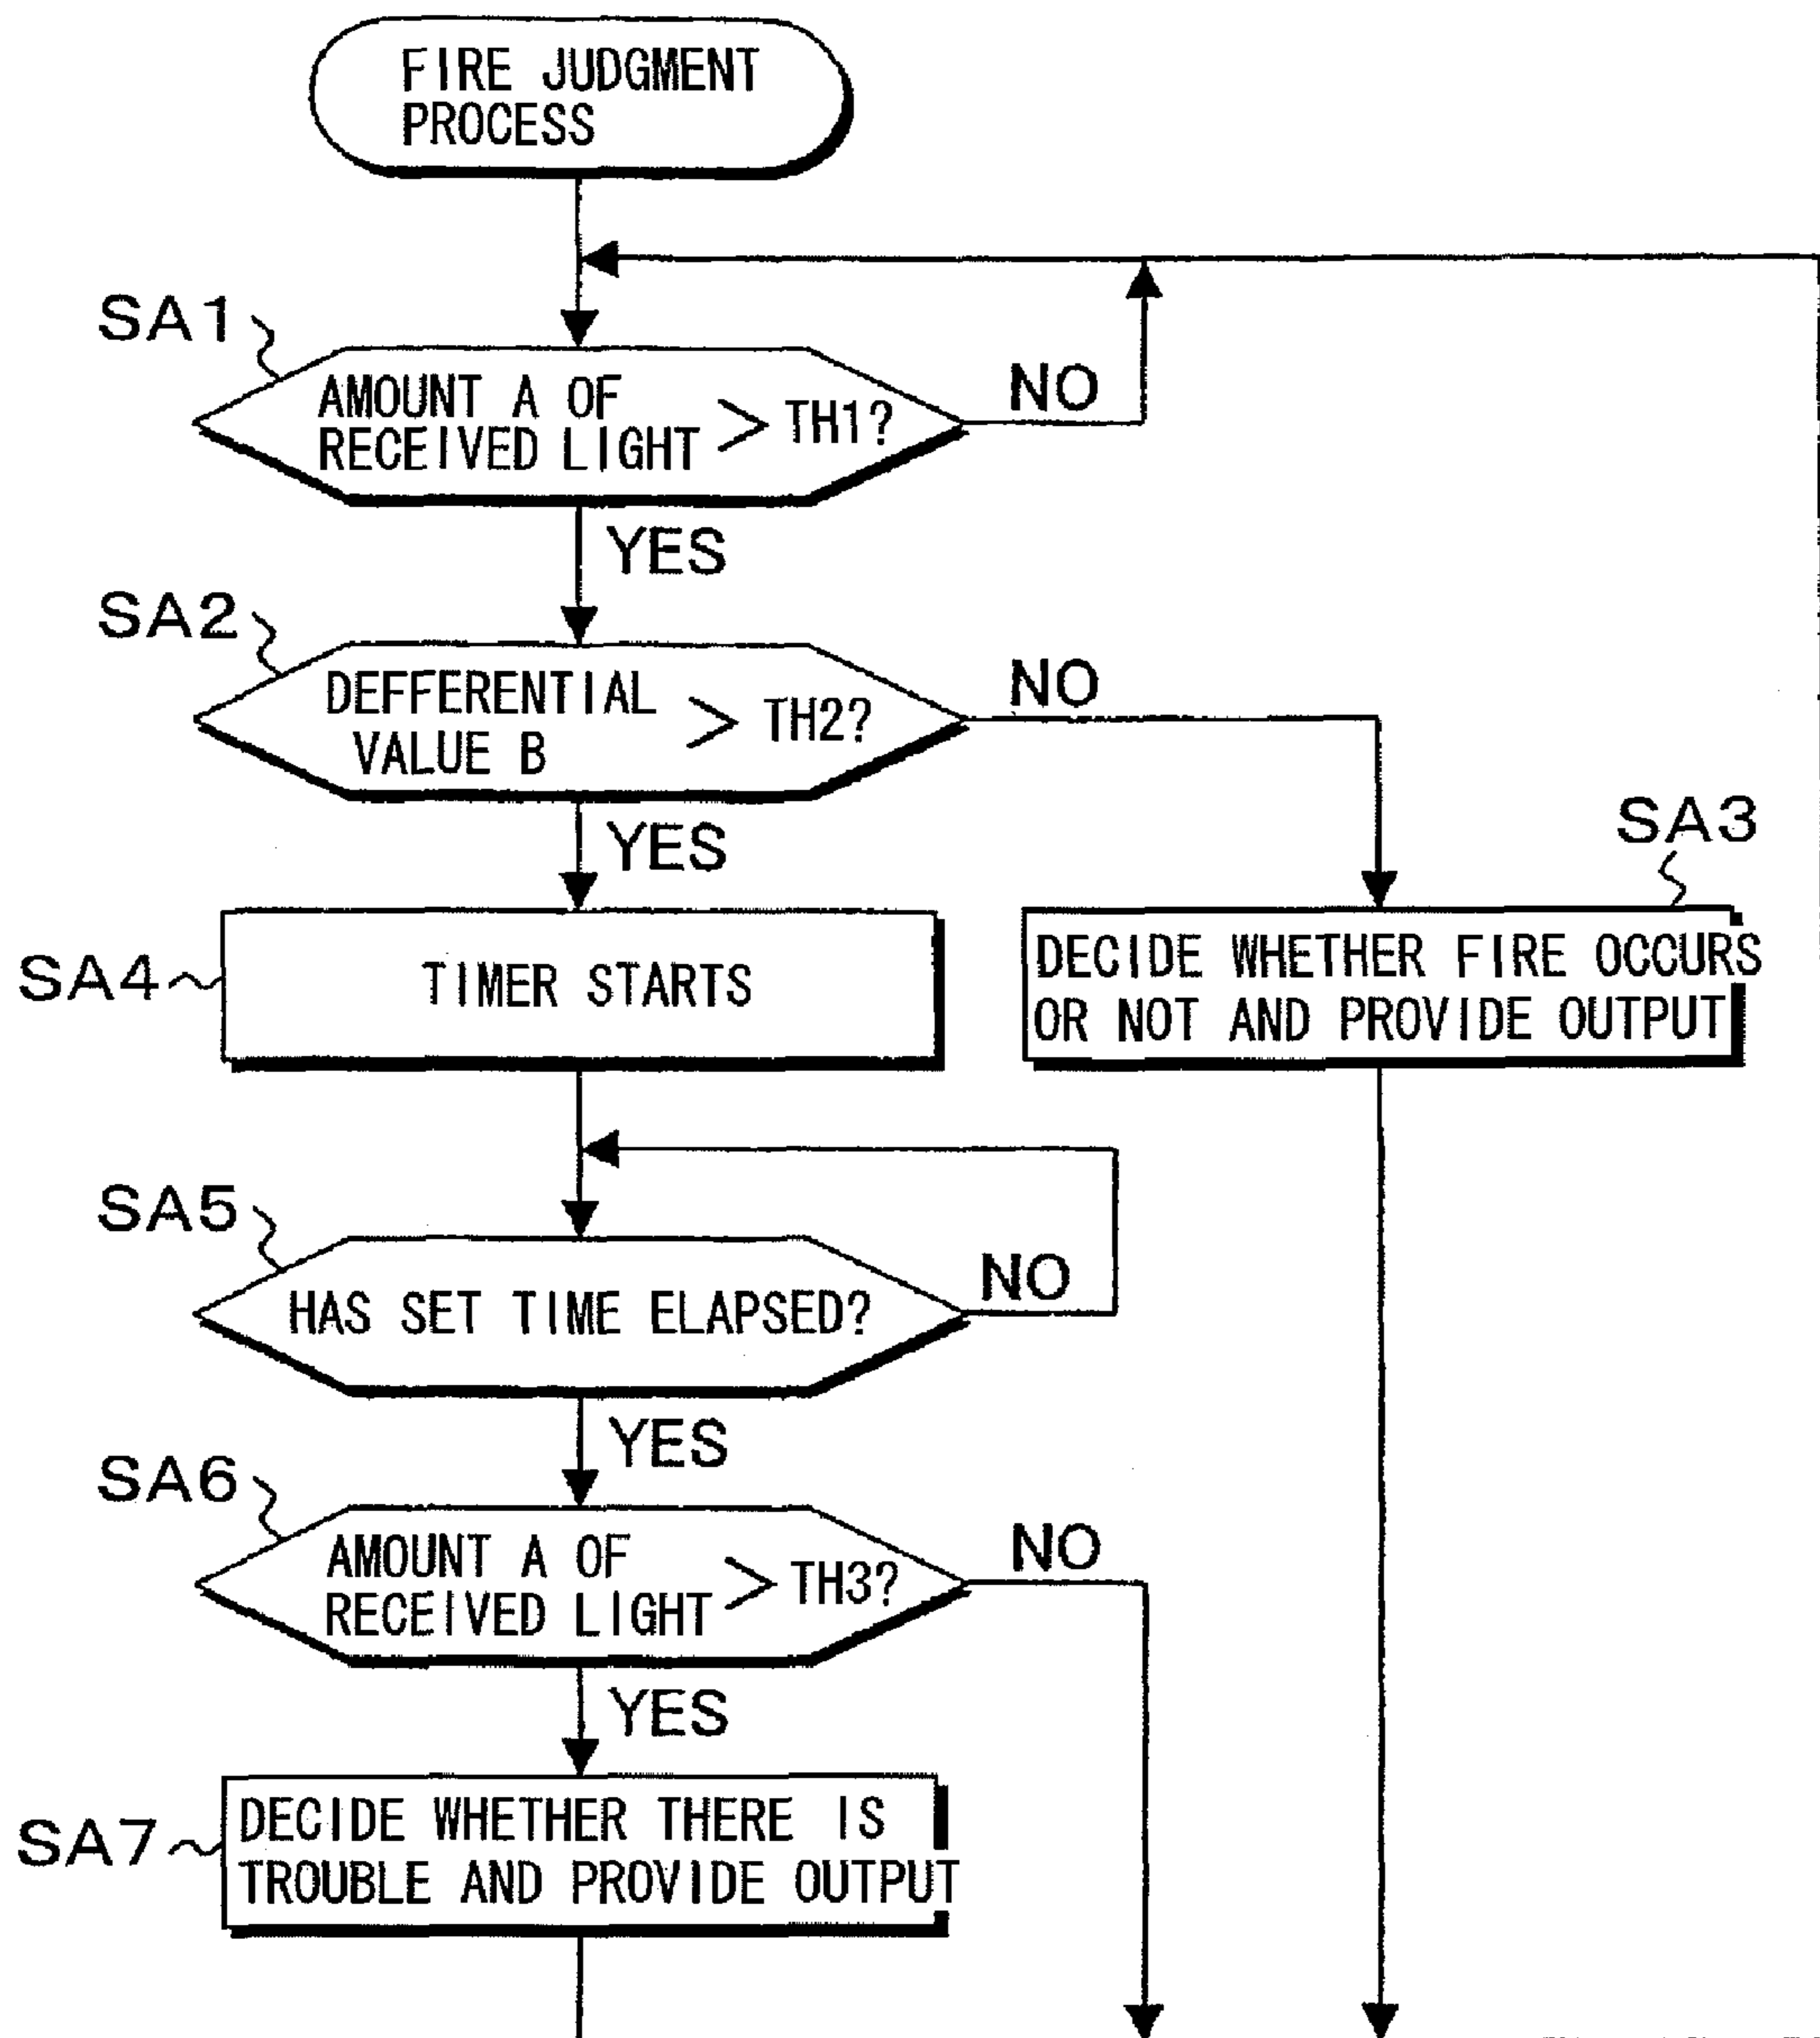 FIRE JUDGMENT
PROCESS
SA1
AMOUNT A OF
RECEIVED LIGHT > TH1?
NO
YES
SA2
DEFFERENTIAL
VALUE B > TH2?
NO
YES
SA3
DECIDE WHETHER FIRE OCCURS
OR NOT AND PROVIDE OUTPUT
SA4
TIMER STARTS
SA5
HAS SET TIME ELAPSED?
NO
YES
SA6
AMOUNT A OF
RECEIVED LIGHT > TH3?
NO
YES
SA7
DECIDE WHETHER THERE IS
TROUBLE AND PROVIDE OUTPUT